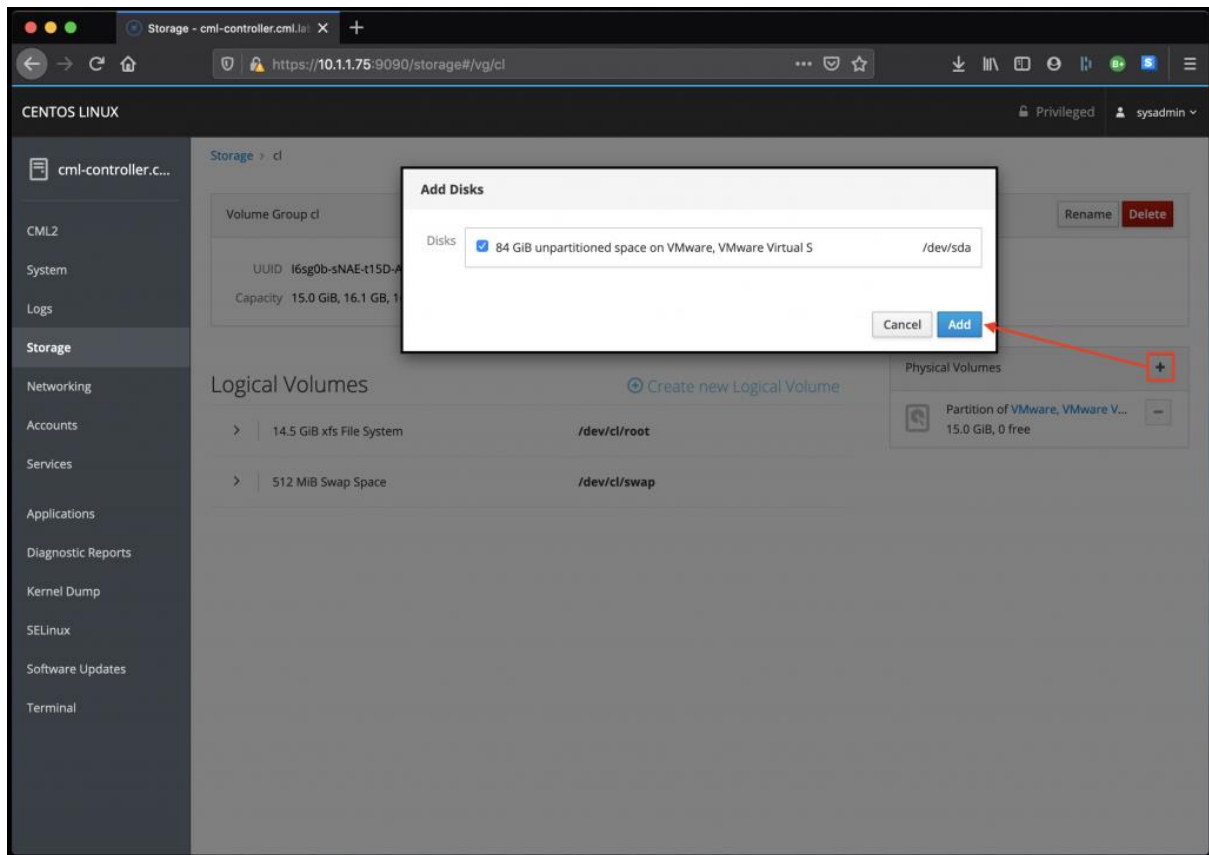 Storage - cml-controller.cml.lab
https://10.1.1.75:9090/storage#/vg/cl
CENTOS LINUX
Privileged
sysadmin
cml-controller.c...
CML2
System
Logs
Storage
Networking
Accounts
Services
Applications
Diagnostic Reports
Kernel Dump
SELinux
Software Updates
Terminal
Storage > cl
Volume Group cl
Rename
Delete
UUID l6sg0b-sNAE-t15D-A
Capacity 15.0 GiB, 16.1 GB, 1
Add Disks
Disks
84 GiB unpartitioned space on VMware, VMware Virtual S
/dev/sda
Cancel
Add
Logical Volumes
Create new Logical Volume
14.5 GiB xfs File System
/dev/cl/root
512 MiB Swap Space
/dev/cl/swap
Physical Volumes
Partition of VMware, VMware V...
15.0 GiB, 0 free